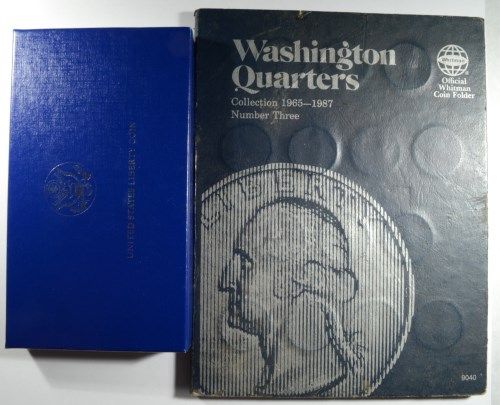 UNITED STATES LIBERTY COIN
Washington
Quarters
Collection 1965—1987
Number Three
Whitman
Official
Whitman
Coin Folder
LIBERTY
9040